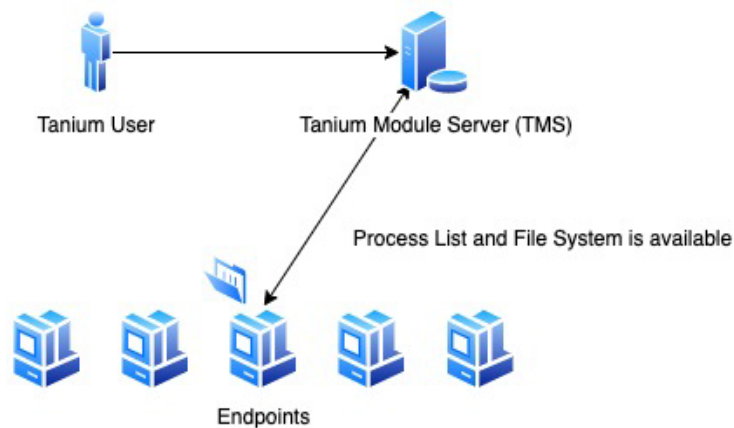 Tanium User
Tanium Module Server (TMS)
Process List and File System is available
Endpoints